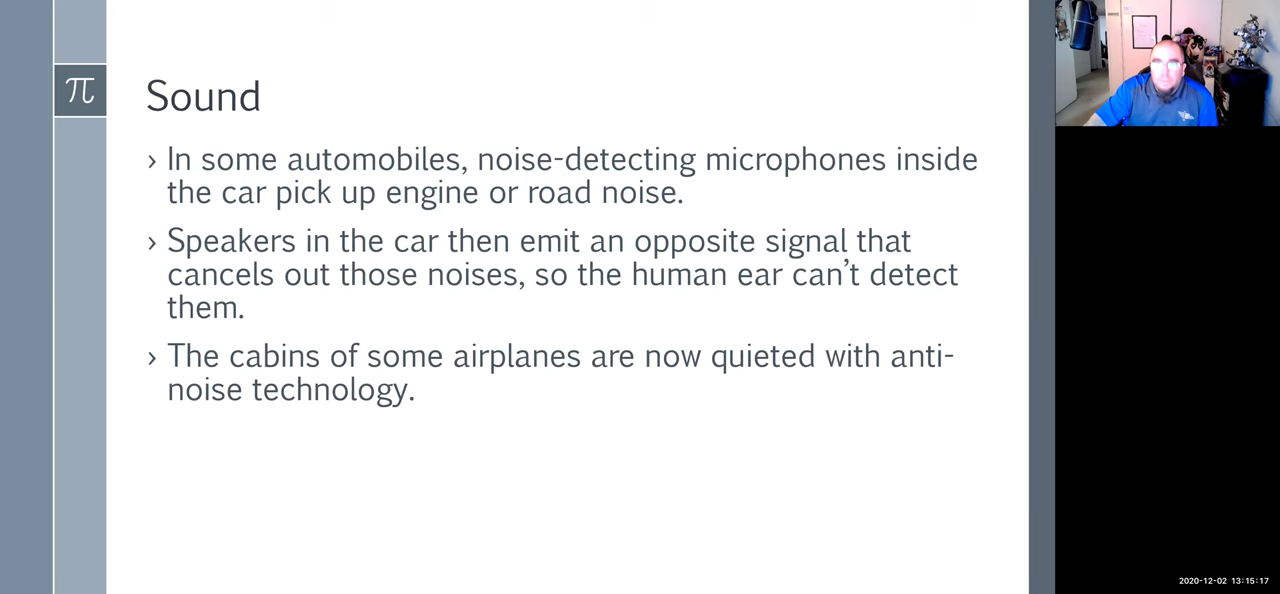 π
Sound
› In some automobiles, noise-detecting microphones inside
the car pick up engine or road noise.
› Speakers in the car then emit an opposite signal that
cancels out those noises, so the human ear can’t detect
them.
› The cabins of some airplanes are now quieted with anti-
noise technology.
2020-12-02 13:15:17